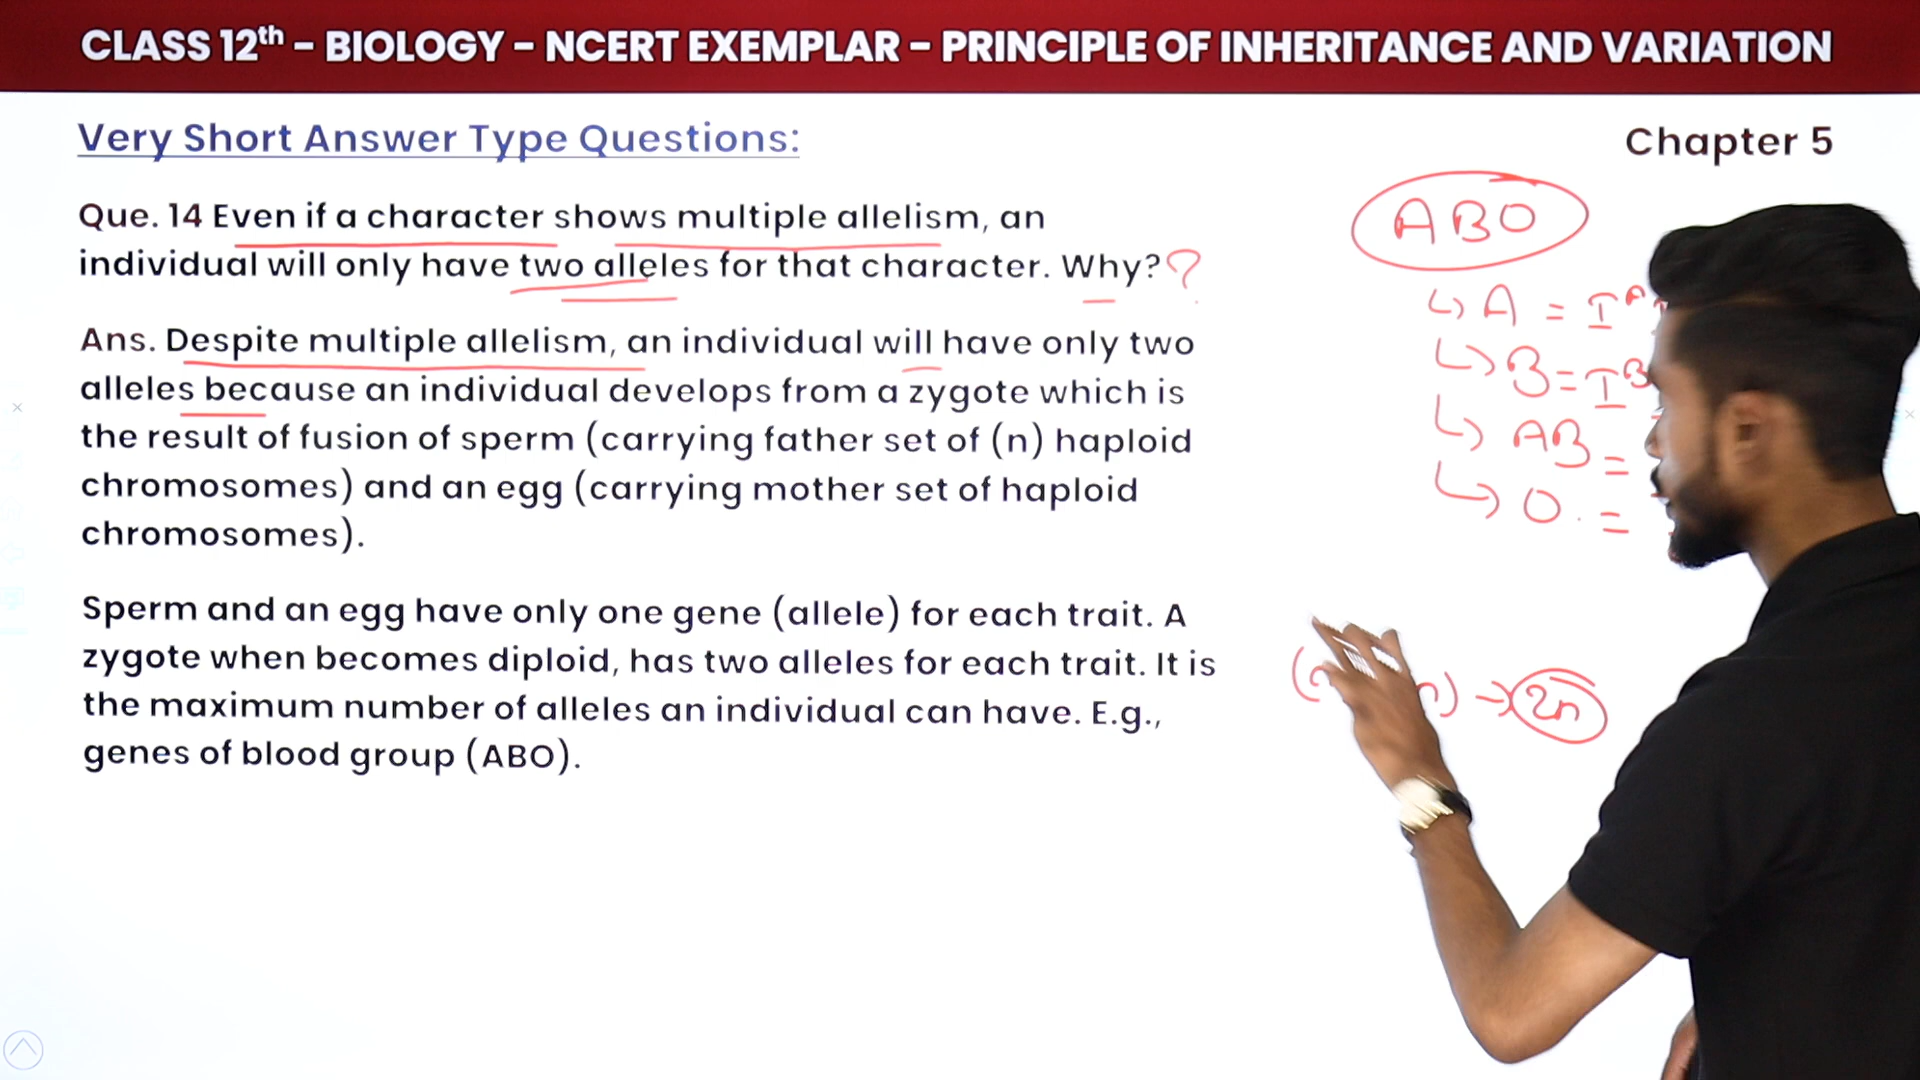 CLASS 12th – BIOLOGY – NCERT EXEMPLAR – PRINCIPLE OF INHERITANCE AND VARIATION
Very Short Answer Type Questions:
Chapter 5
Que. 14 Even if a character shows multiple allelism, an
individual will only have two alleles for that character. Why??
Ans. Despite multiple allelism, an individual will have only two
alleles because an individual develops from a zygote which is
the result of fusion of sperm (carrying father set of (n) haploid
chromosomes) and an egg (carrying mother set of haploid
chromosomes).
Sperm and an egg have only one gene (allele) for each trait. A
zygote when becomes diploid, has two alleles for each trait. It is
the maximum number of alleles an individual can have. E.g.,
genes of blood group (ABO).
ABO
↳ A = I^A
↳ B = I^B
↳ AB =
↳ O =
n) → 2n